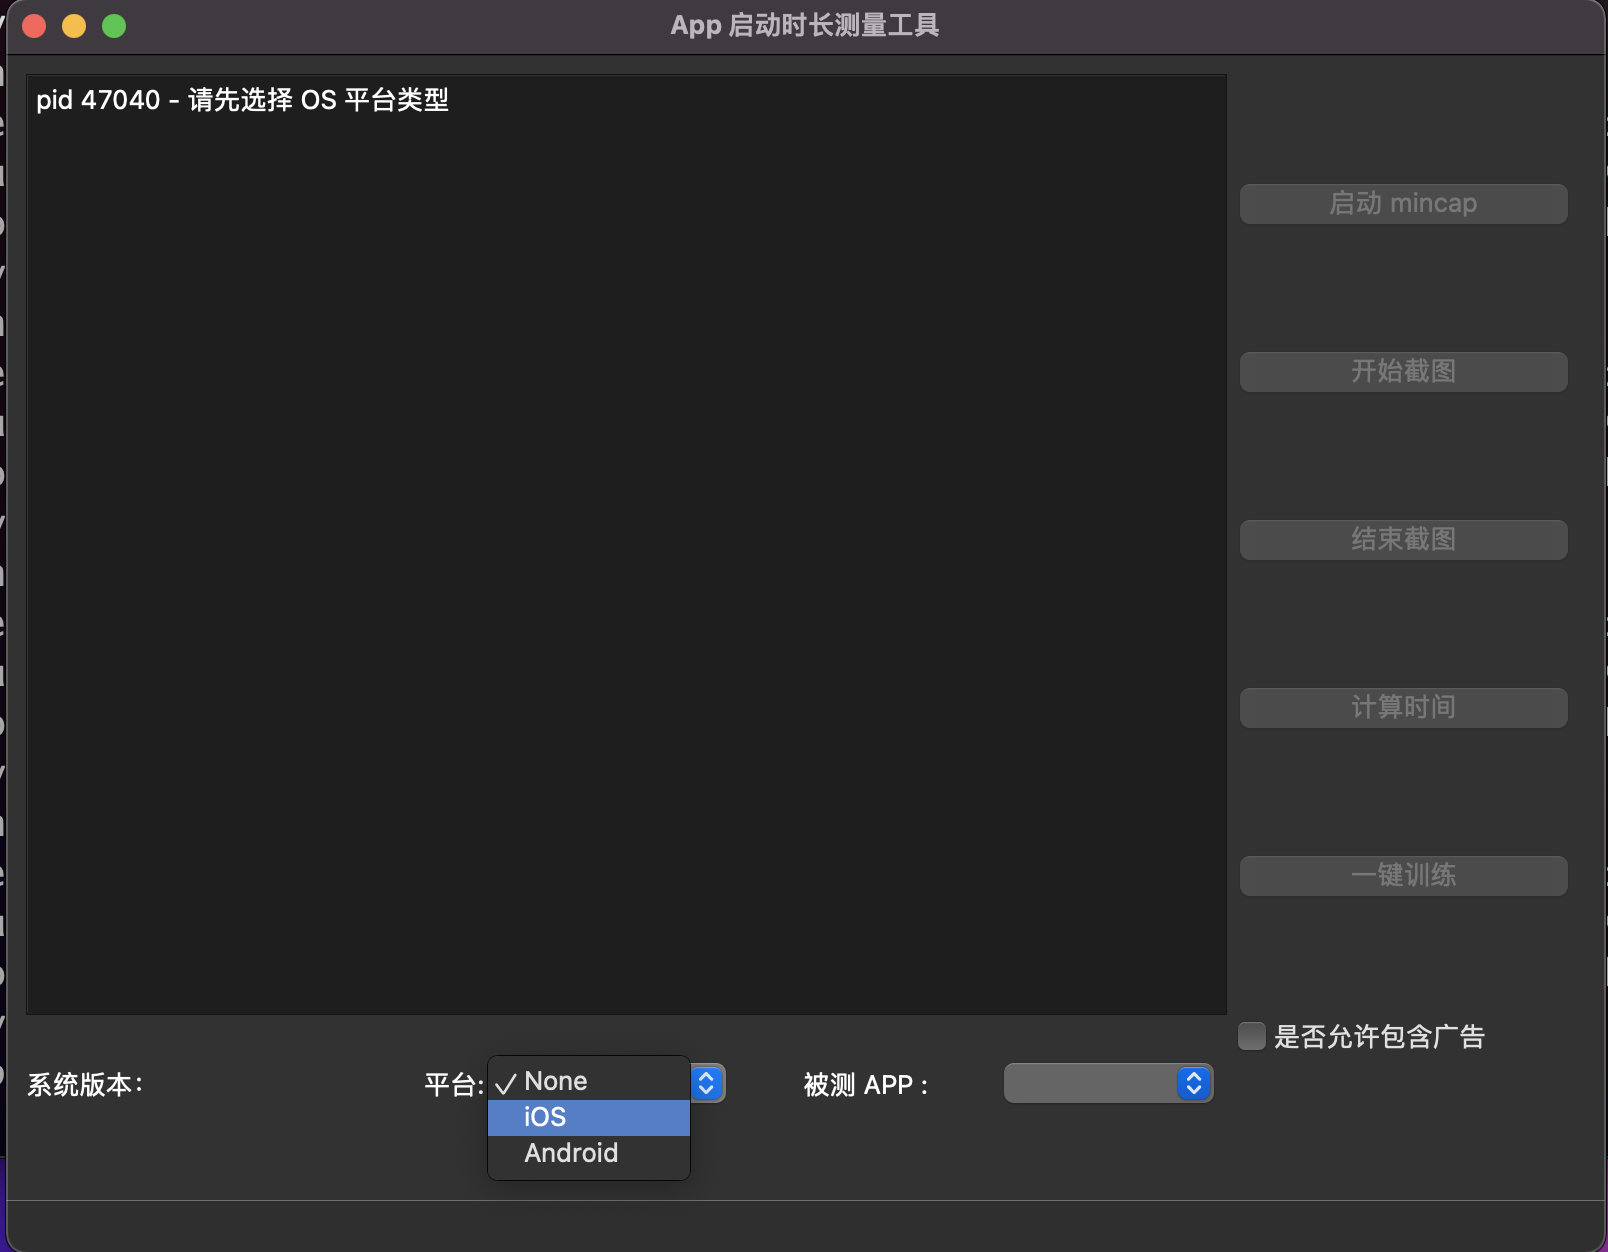 App 启动时长测量工具
pid 47040 - 请先选择 OS 平台类型
启动 mincap
开始截图
结束截图
计算时间
一键训练
是否允许包含广告
系统版本:
平台:
None
iOS
Android
被测 APP :